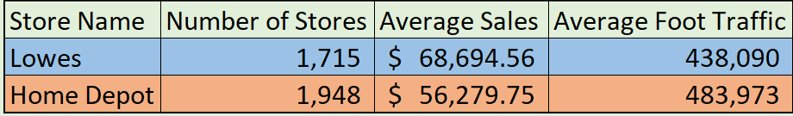 Store Name Number of Stores Average Sales Average Foot Traffic
Lowes 1,715 $ 68,694.56 438,090
Home Depot 1,948 $ 56,279.75 483,973